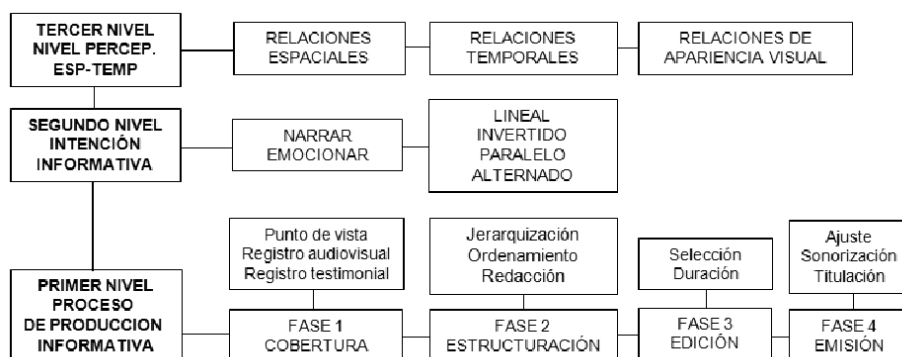 TERCER NIVEL
NIVEL PERCEP.
ESP-TEMP
RELACIONES
ESPACIALES
RELACIONES
TEMPORALES
RELACIONES DE
APARIENCIA VISUAL
SEGUNDO NIVEL
INTENCIÓN
INFORMATIVA
NARRAR
EMOCIONAR
LINEAL
INVERTIDO
PARALELO
ALTERNADO
Punto de vista
Registro audiovisual
Registro testimonial
Jerarquización
Ordenamiento
Redacción
Selección
Duración
Ajuste
Sonorización
Titulación
PRIMER NIVEL
PROCESO
DE PRODUCCION
INFORMATIVA
FASE 1
COBERTURA
FASE 2
ESTRUCTURACIÓN
FASE 3
EDICIÓN
FASE 4
EMISIÓN